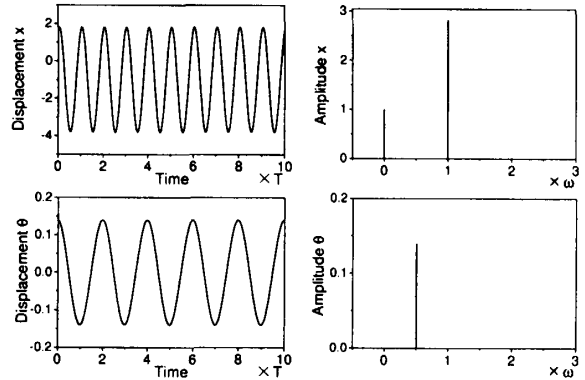 Displacement x
2
0
-2
-4
0 2 4 6 8 10
Time × T
Amplitude x
3
2
1
0
0 1 2 3
× ω
Displacement θ
0.2
0.1
0.0
-0.1
-0.2
0 2 4 6 8 10
Time × T
Amplitude θ
0.2
0.1
0.0
0 1 2 3
× ω